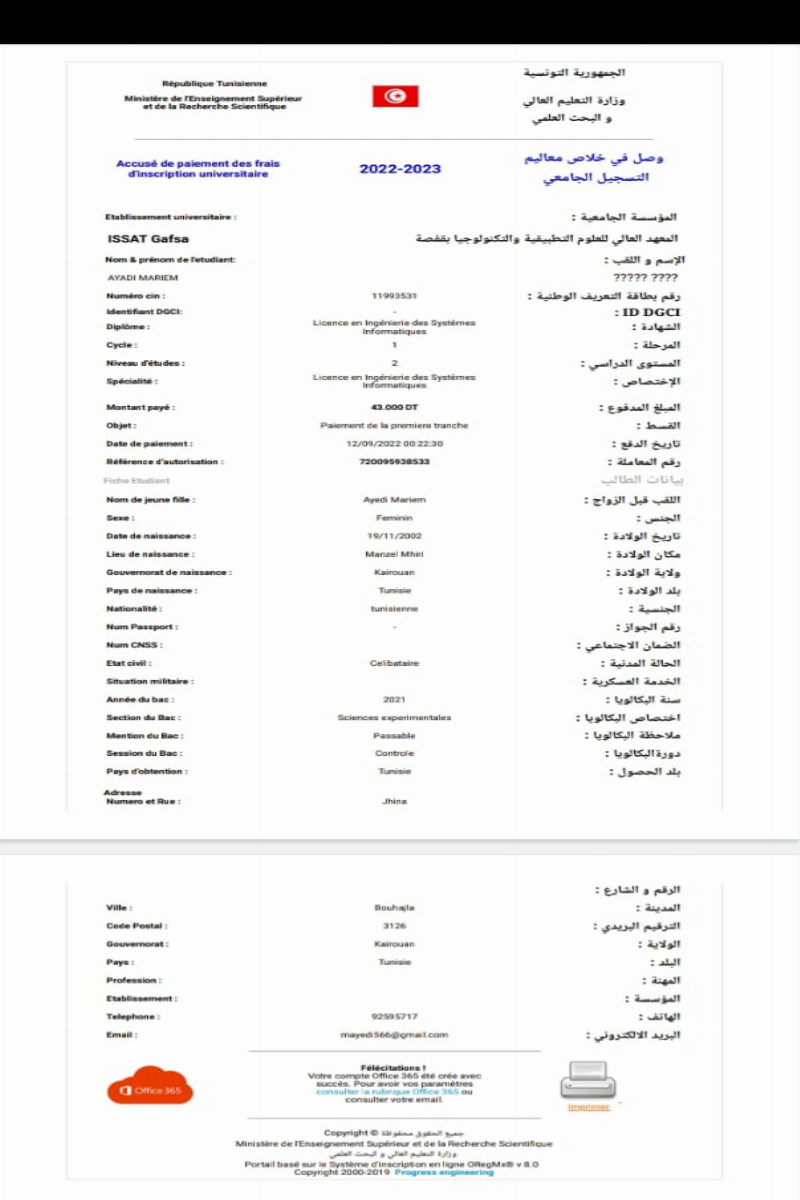 République Tunisienne
Ministère de l'Enseignement Supérieur
et de la Recherche Scientifique
الجمهورية التونسية
وزارة التعليم العالي
و البحث العلمي
Accusé de paiement des frais
d'inscription universitaire
2022-2023
وصل في خلاص معاليم
التسجيل الجامعي
Etablissement universitaire : المؤسسة الجامعية :
ISSAT Gafsa المعهد العالي للعلوم التطبيقية والتكنولوجيا بقفصة
Nom & prénom de l'etudiant: الإسم و اللقب :
AYADI MARIEM ????? ????
Numéro cin : 11993531 رقم بطاقة التعريف الوطنية :
Identifiant DGCI: - ID DGCI :
Diplôme : Licence en Ingénierie des Systèmes الشهادة :
Informatiques
Cycle : 1 المرحلة :
Niveau d'études : 2 المستوى الدراسي :
Spécialité : Licence en Ingénierie des Systèmes الإختصاص :
Informatiques
Montant payé : 43.000 DT المبلغ المدفوع :
Objet : Paiement de la premiere tranche القسط :
Date de paiement : 12/09/2022 00:22:30 تاريخ الدفع :
Référence d'autorisation : 720095938533 رقم المعاملة :
Fiche Etudiant بيانات الطالب
Nom de jeune fille : Ayedi Mariem اللقب قبل الزواج :
Sexe : Feminin الجنس :
Date de naissance : 19/11/2002 تاريخ الولادة :
Lieu de naissance : Manzel Mhiri مكان الولادة :
Gouvernorat de naissance : Kairouan ولاية الولادة :
Pays de naissance : Tunisie بلد الولادة :
Nationalité : tunisienne الجنسية :
Num Passport : - رقم الجواز :
Num CNSS : الضمان الاجتماعي :
Etat civil : Celibataire الحالة المدنية :
Situation militaire : الخدمة العسكرية :
Année du bac : 2021 سنة البكالويا :
Section du Bac : Sciences experimentales اختصاص البكالويا :
Mention du Bac : Passable ملاحظة البكالويا :
Session du Bac : Controle دورةالبكالويا :
Pays d'obtention : Tunisie بلد الحصول :
Adresse
Numero et Rue : Jhina
الرقم و الشارع :
Ville : Bouhajla المدينة :
Code Postal : 3126 الترقيم البريدي :
Gouvernorat : Kairouan الولاية :
Pays : Tunisie البلد :
Profession : المهنة :
Etablissement : المؤسسة :
Telephone : 92595717 الهاتف :
Email : mayedi566@gmail.com البريد الالكتروني :
Office 365
Félécitations !
Votre compte Office 365 été crée avec
succès. Pour avoir vos paramètres
consulter la rubrique Office 365 ou
consulter votre email.
Imprimer
Copyright © جميع الحقوق محفوظة
Ministère de l'Enseignement Supérieur et de la Recherche Scientifique
وزارة التعليم العالي و البحث العلمي
Portail basé sur le Système d'inscription en ligne ORegMx® v 8.0
Copyright 2000-2019 Progress engineering